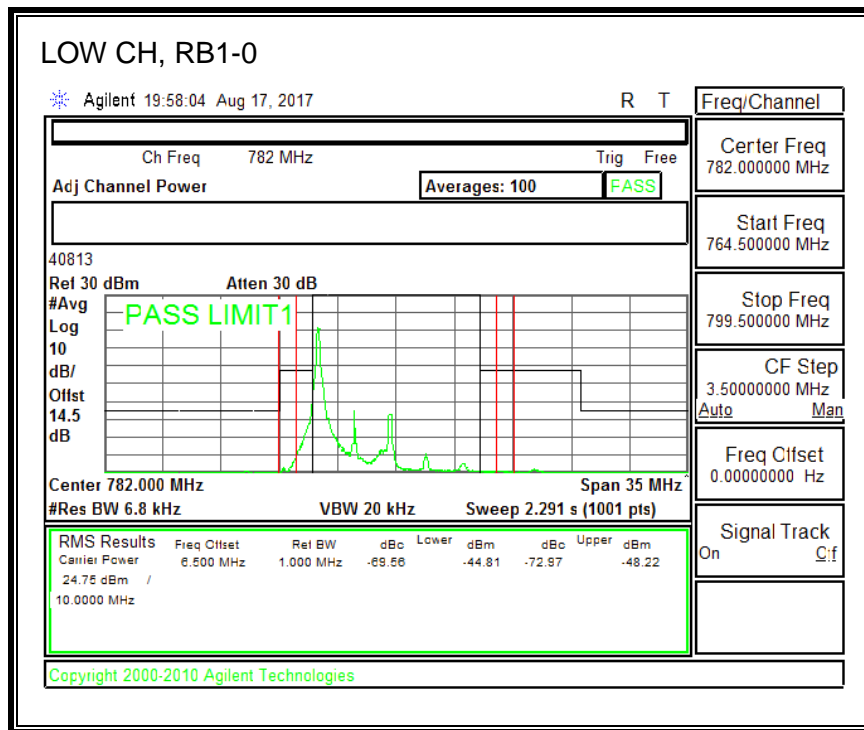 LOW CH, RB1-0
Agilent 19:58:04 Aug 17, 2017 R T
Freq/Channel
Ch Freq 782 MHz Trig Free
Adj Channel Power Averages: 100 PASS
Center Freq
782.000000 MHz
Start Freq
764.500000 MHz
40813
Ref 30 dBm Atten 30 dB
#Avg
Log
10
dB/
Offst
14.5
dB
PASS LIMIT1
Stop Freq
799.500000 MHz
CF Step
3.50000000 MHz
Auto Man
Freq Offset
0.00000000 Hz
Center 782.000 MHz Span 35 MHz
#Res BW 6.8 kHz VBW 20 kHz Sweep 2.291 s (1001 pts)
Signal Track
On Off
RMS Results Freq Offset Ref BW dBc Lower dBm dBc Upper dBm
Carrier Power 6.500 MHz 1.000 MHz -69.56 -44.81 -72.97 -48.22
24.75 dBm /
10.0000 MHz
Copyright 2000-2010 Agilent Technologies